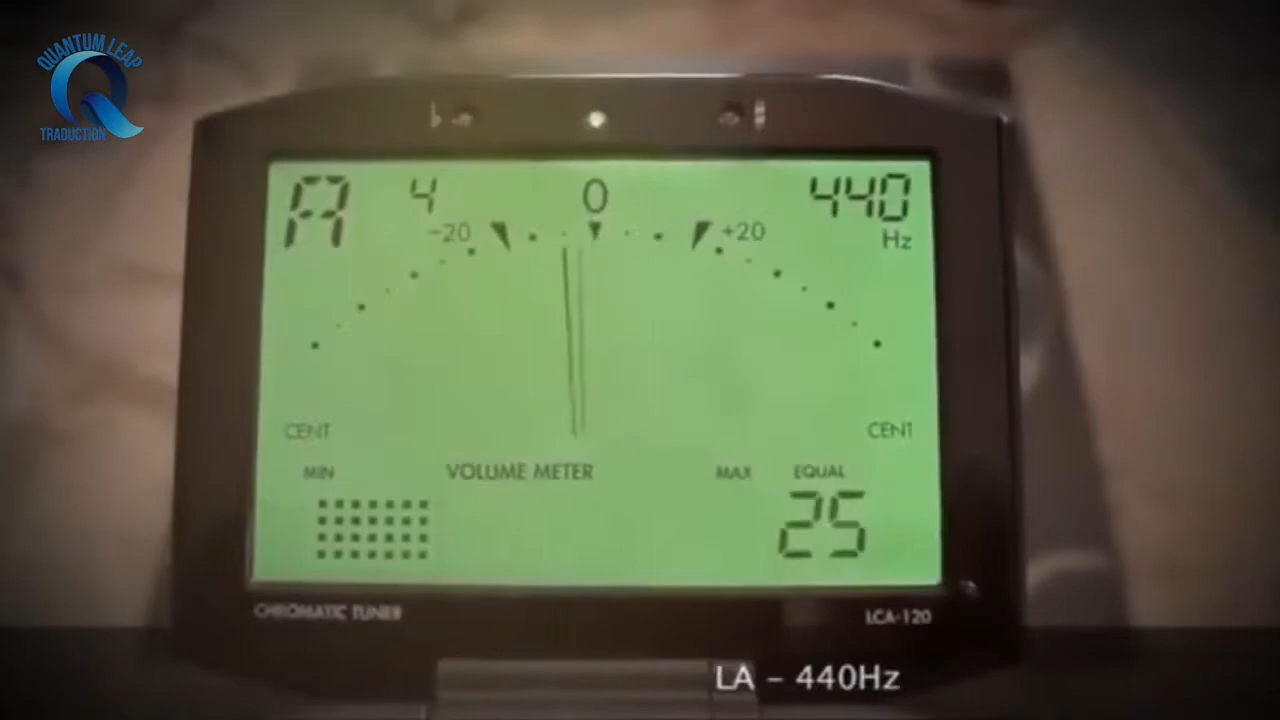 QUANTUM LEAP
TRADUCTION
A 4 0 440
-20 +20 Hz
CENT CENT
MIN VOLUME METER MAX EQUAL
25
CHROMATIC TUNER LCA-120
LA - 440Hz